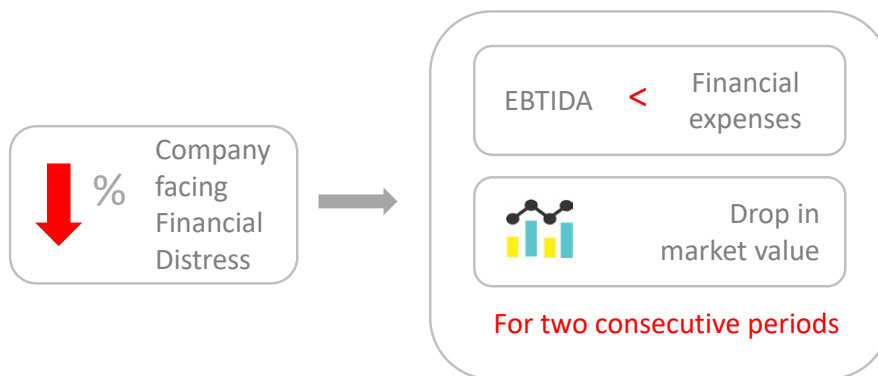 %
Company
facing
Financial
Distress
EBTIDA < Financial
expenses
Drop in
market value
For two consecutive periods